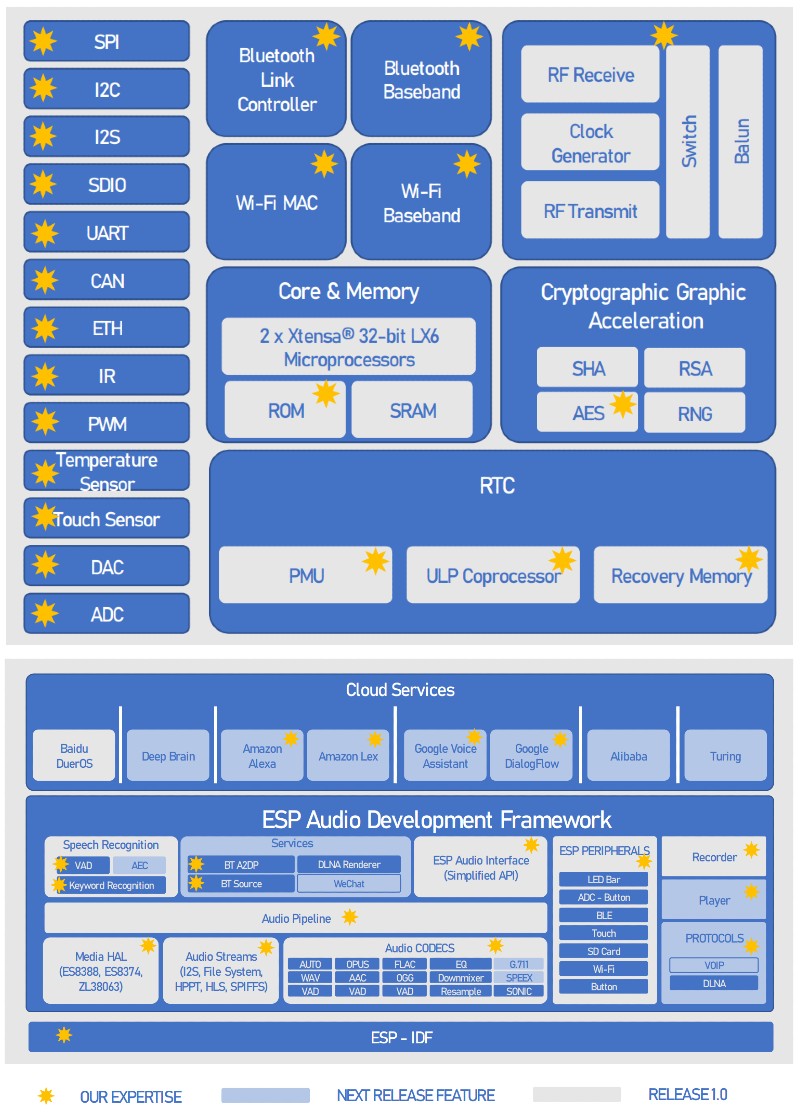 SPI
I2C
I2S
SDIO
UART
CAN
ETH
IR
PWM
Temperature
Sensor
Touch Sensor
DAC
ADC
Bluetooth
Link
Controller
Bluetooth
Baseband
Wi-Fi MAC
Wi-Fi
Baseband
RF Receive
Clock
Generator
RF Transmit
Switch
Balun
Core & Memory
2 x Xtensa® 32-bit LX6
Microprocessors
ROM
SRAM
Cryptographic Graphic
Acceleration
SHA
RSA
AES
RNG
RTC
PMU
ULP Coprocessor
Recovery Memory
Cloud Services
Baidu
DuerOS
Deep Brain
Amazon
Alexa
Amazon Lex
Google Voice
Assistant
Google
DialogFlow
Alibaba
Turing
ESP Audio Development Framework
Speech Recognition
VAD
AEC
Keyword Recognition
Services
BT A2DP
DLNA Renderer
BT Source
WeChat
ESP Audio Interface
(Simplified API)
ESP PERIPHERALS
LED Bar
ADC - Button
BLE
Touch
SD Card
Wi-Fi
Button
Recorder
Player
PROTOCOLS
VOIP
DLNA
Audio Pipeline
Media HAL
(ES8388, ES8374,
ZL38063)
Audio Streams
(I2S, File System,
HPPT, HLS, SPIFFS)
Audio CODECS
AUTO
OPUS
FLAC
EQ
G.711
WAV
AAC
OGG
Downmixer
SPEEX
VAD
VAD
VAD
Resample
SONIC
ESP - IDF
OUR EXPERTISE
NEXT RELEASE FEATURE
RELEASE 1.0